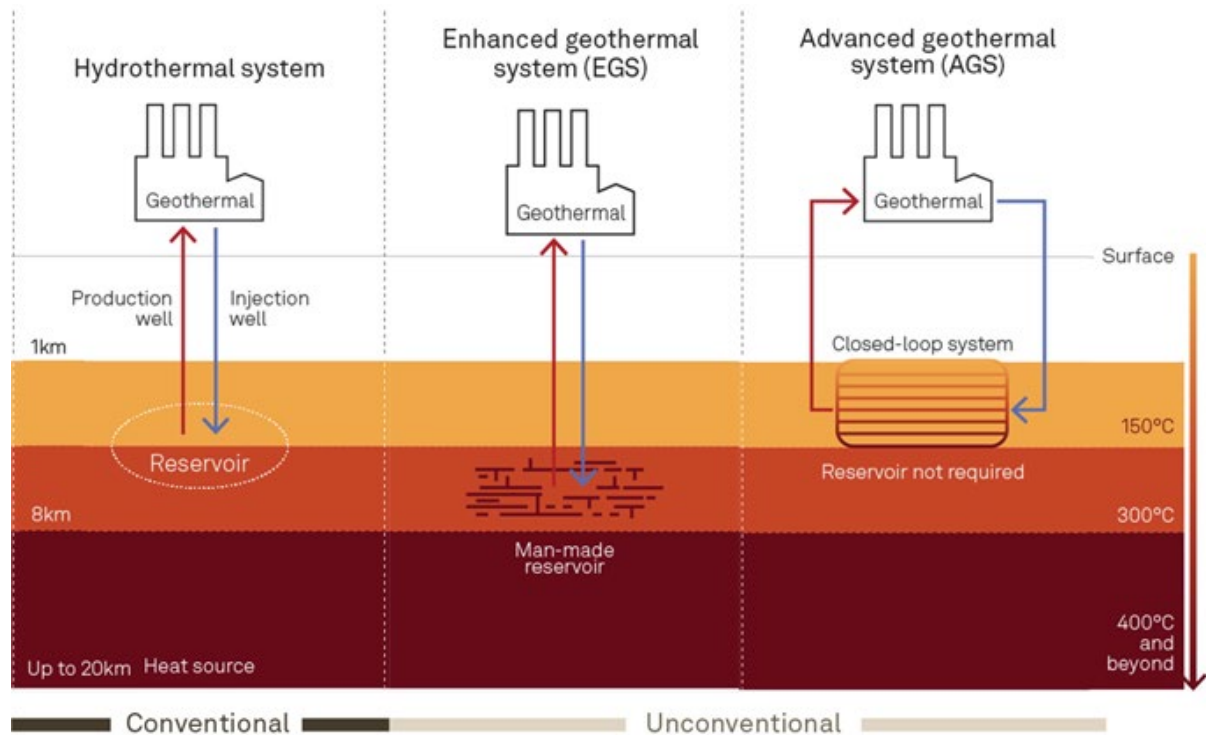 Hydrothermal system
Enhanced geothermal
system (EGS)
Advanced geothermal
system (AGS)
Geothermal
Geothermal
Geothermal
Surface
Production
well
Injection
well
1km
Closed-loop system
150°C
Reservoir
Reservoir not required
8km
300°C
Man-made
reservoir
400°C
and
beyond
Up to 20km
Heat source
Conventional
Unconventional